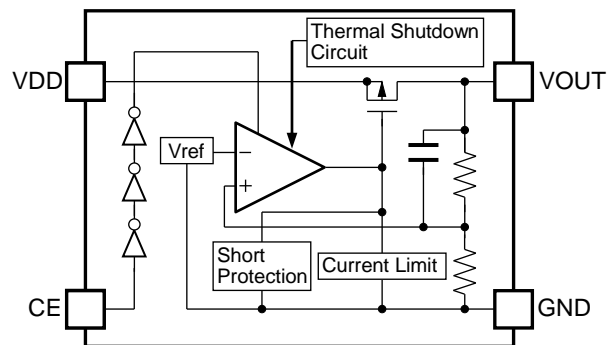 Thermal Shutdown
Circuit
VDD
VOUT
Vref
−
+
Short
Protection
Current Limit
CE
GND